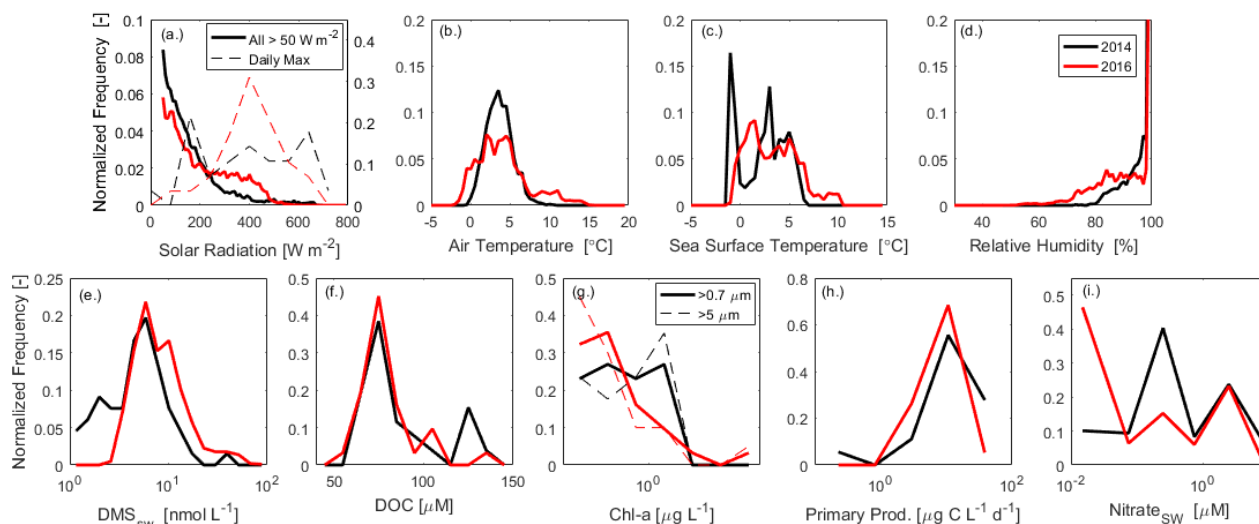 Normalized Frequency [-]
0.1
0.08
0.06
0.04
0.02
0
0.4
0.3
0.2
0.1
0
0 200 400 600 800
(a.)
All > 50 W m-2
Daily Max
Solar Radiation [W m-2]
0.2
0.15
0.1
0.05
0
-5 0 5 10 15 20
(b.)
Air Temperature [°C]
0.2
0.15
0.1
0.05
0
-5 0 5 10 15
(c.)
Sea Surface Temperature [°C]
0.2
0.15
0.1
0.05
0
40 60 80 100
(d.)
2014
2016
Relative Humidity [%]
Normalized Frequency [-]
0.25
0.2
0.15
0.1
0.05
0
100 101 102
(e.)
DMSsw [nmol L-1]
0.5
0.4
0.3
0.2
0.1
0
50 100 150
(f.)
DOC [μM]
0.5
0.4
0.3
0.2
0.1
0
100
(g.)
>0.7 μm
>5 μm
Chl-a [μg L-1]
0.8
0.6
0.4
0.2
0
100 102
(h.)
Primary Prod. [μg C L-1 d-1]
0.5
0.4
0.3
0.2
0.1
0
10-2 100
(i.)
NitrateSW [μM]